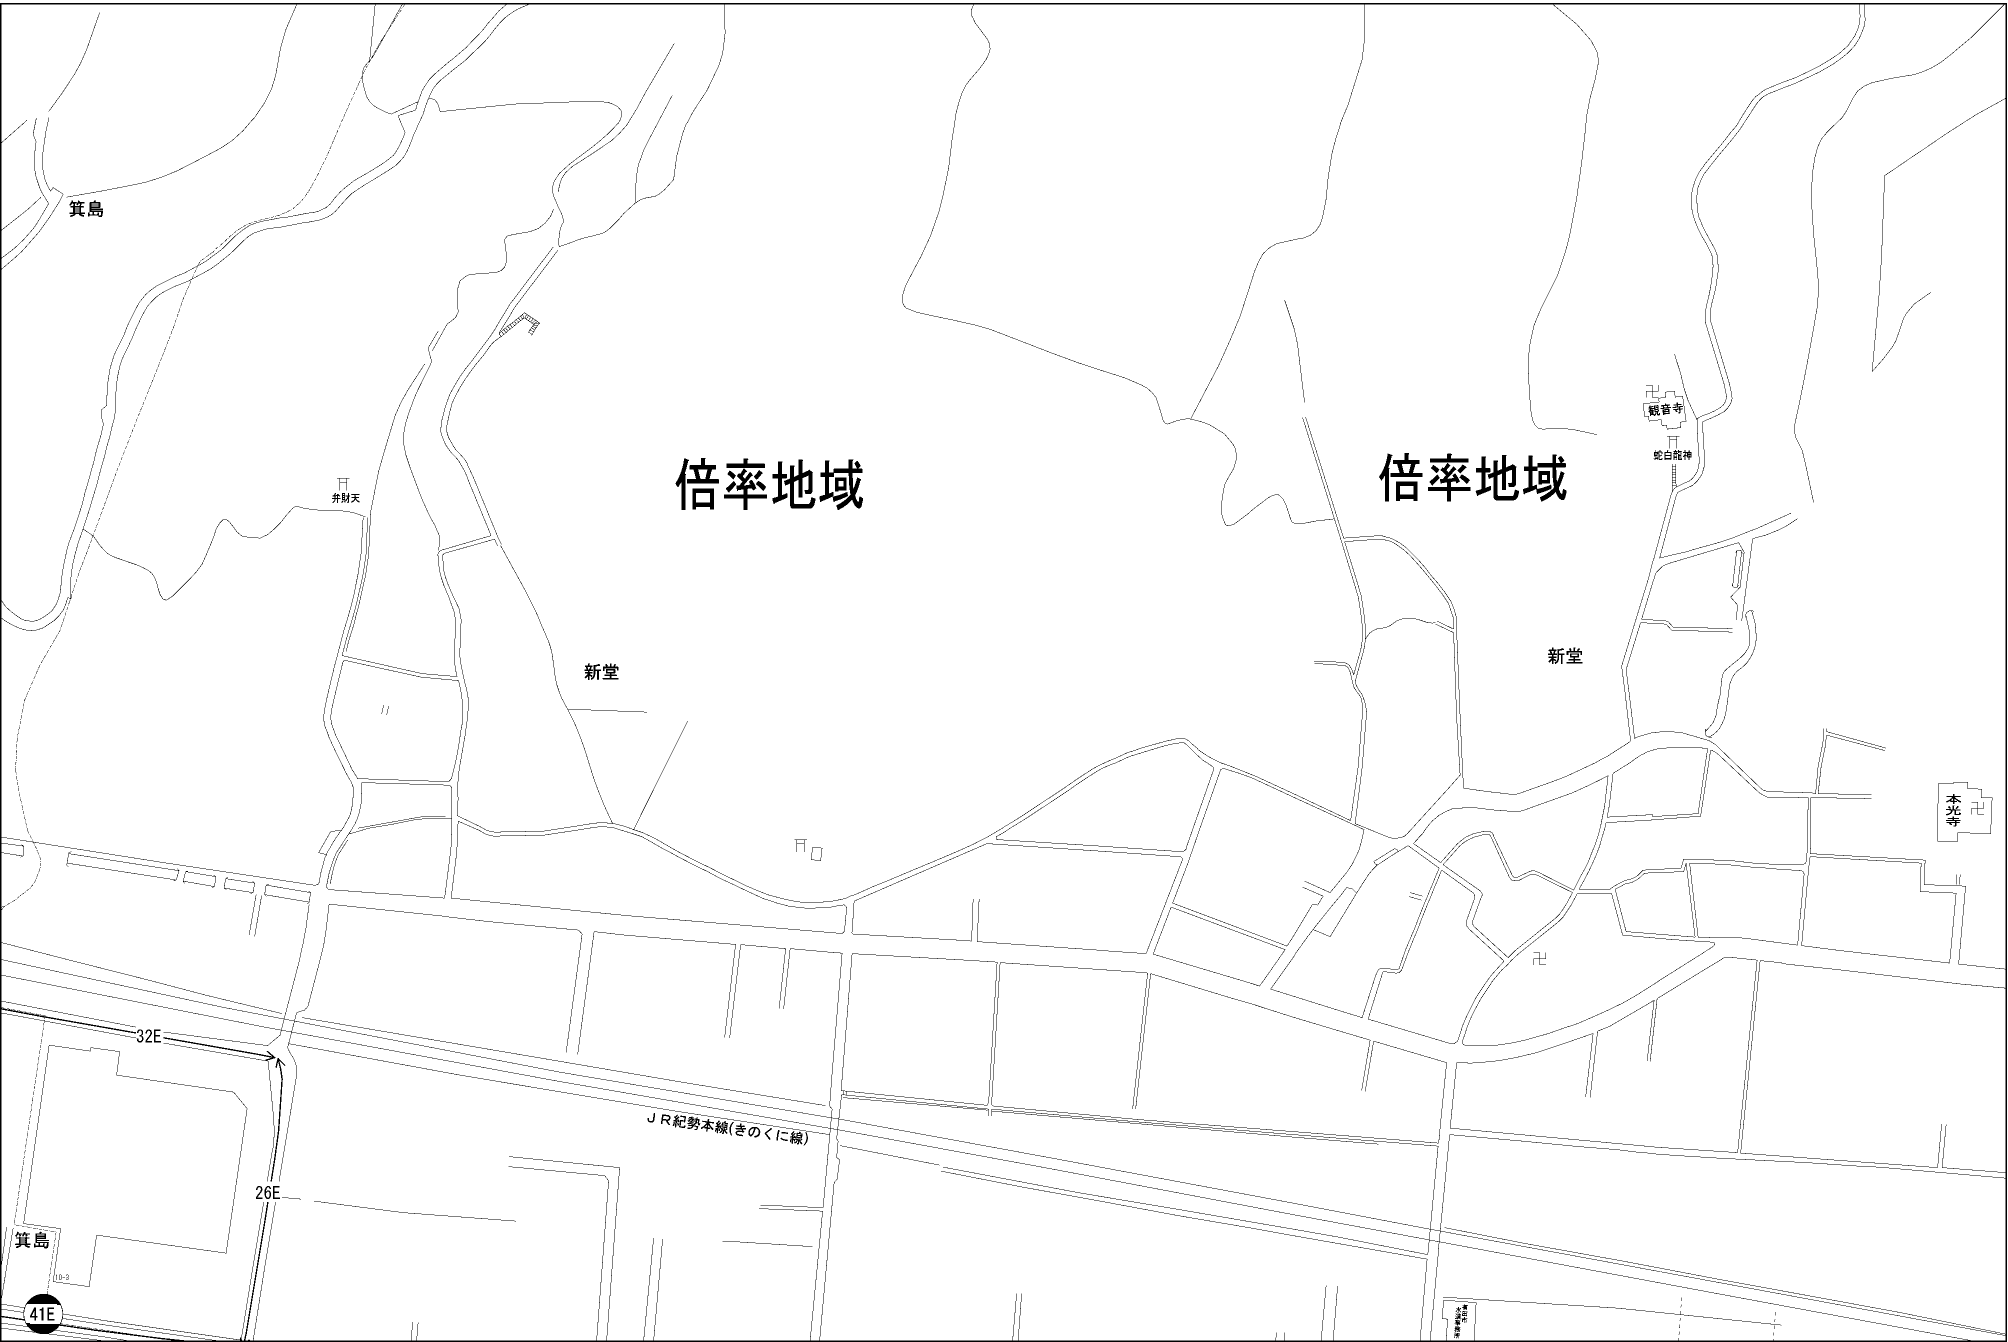 箕島
観音寺
蛇白龍神
倍率地域
倍率地域
弁財天
新堂
新堂
本光寺
32E
JR紀勢本線(きのくに線)
26E
箕島
10-3
41E